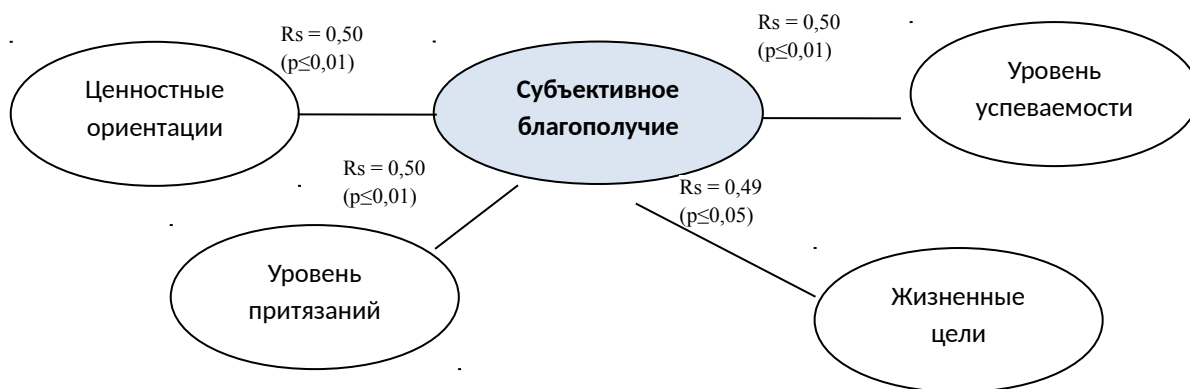 Rs = 0,50
(p≤0,01)
Rs = 0,50
(p≤0,01)
Ценностные
ориентации
Субъективное
благополучие
Уровень
успеваемости
Rs = 0,50
(p≤0,01)
Rs = 0,49
(p≤0,05)
Уровень
притязаний
Жизненные
цели